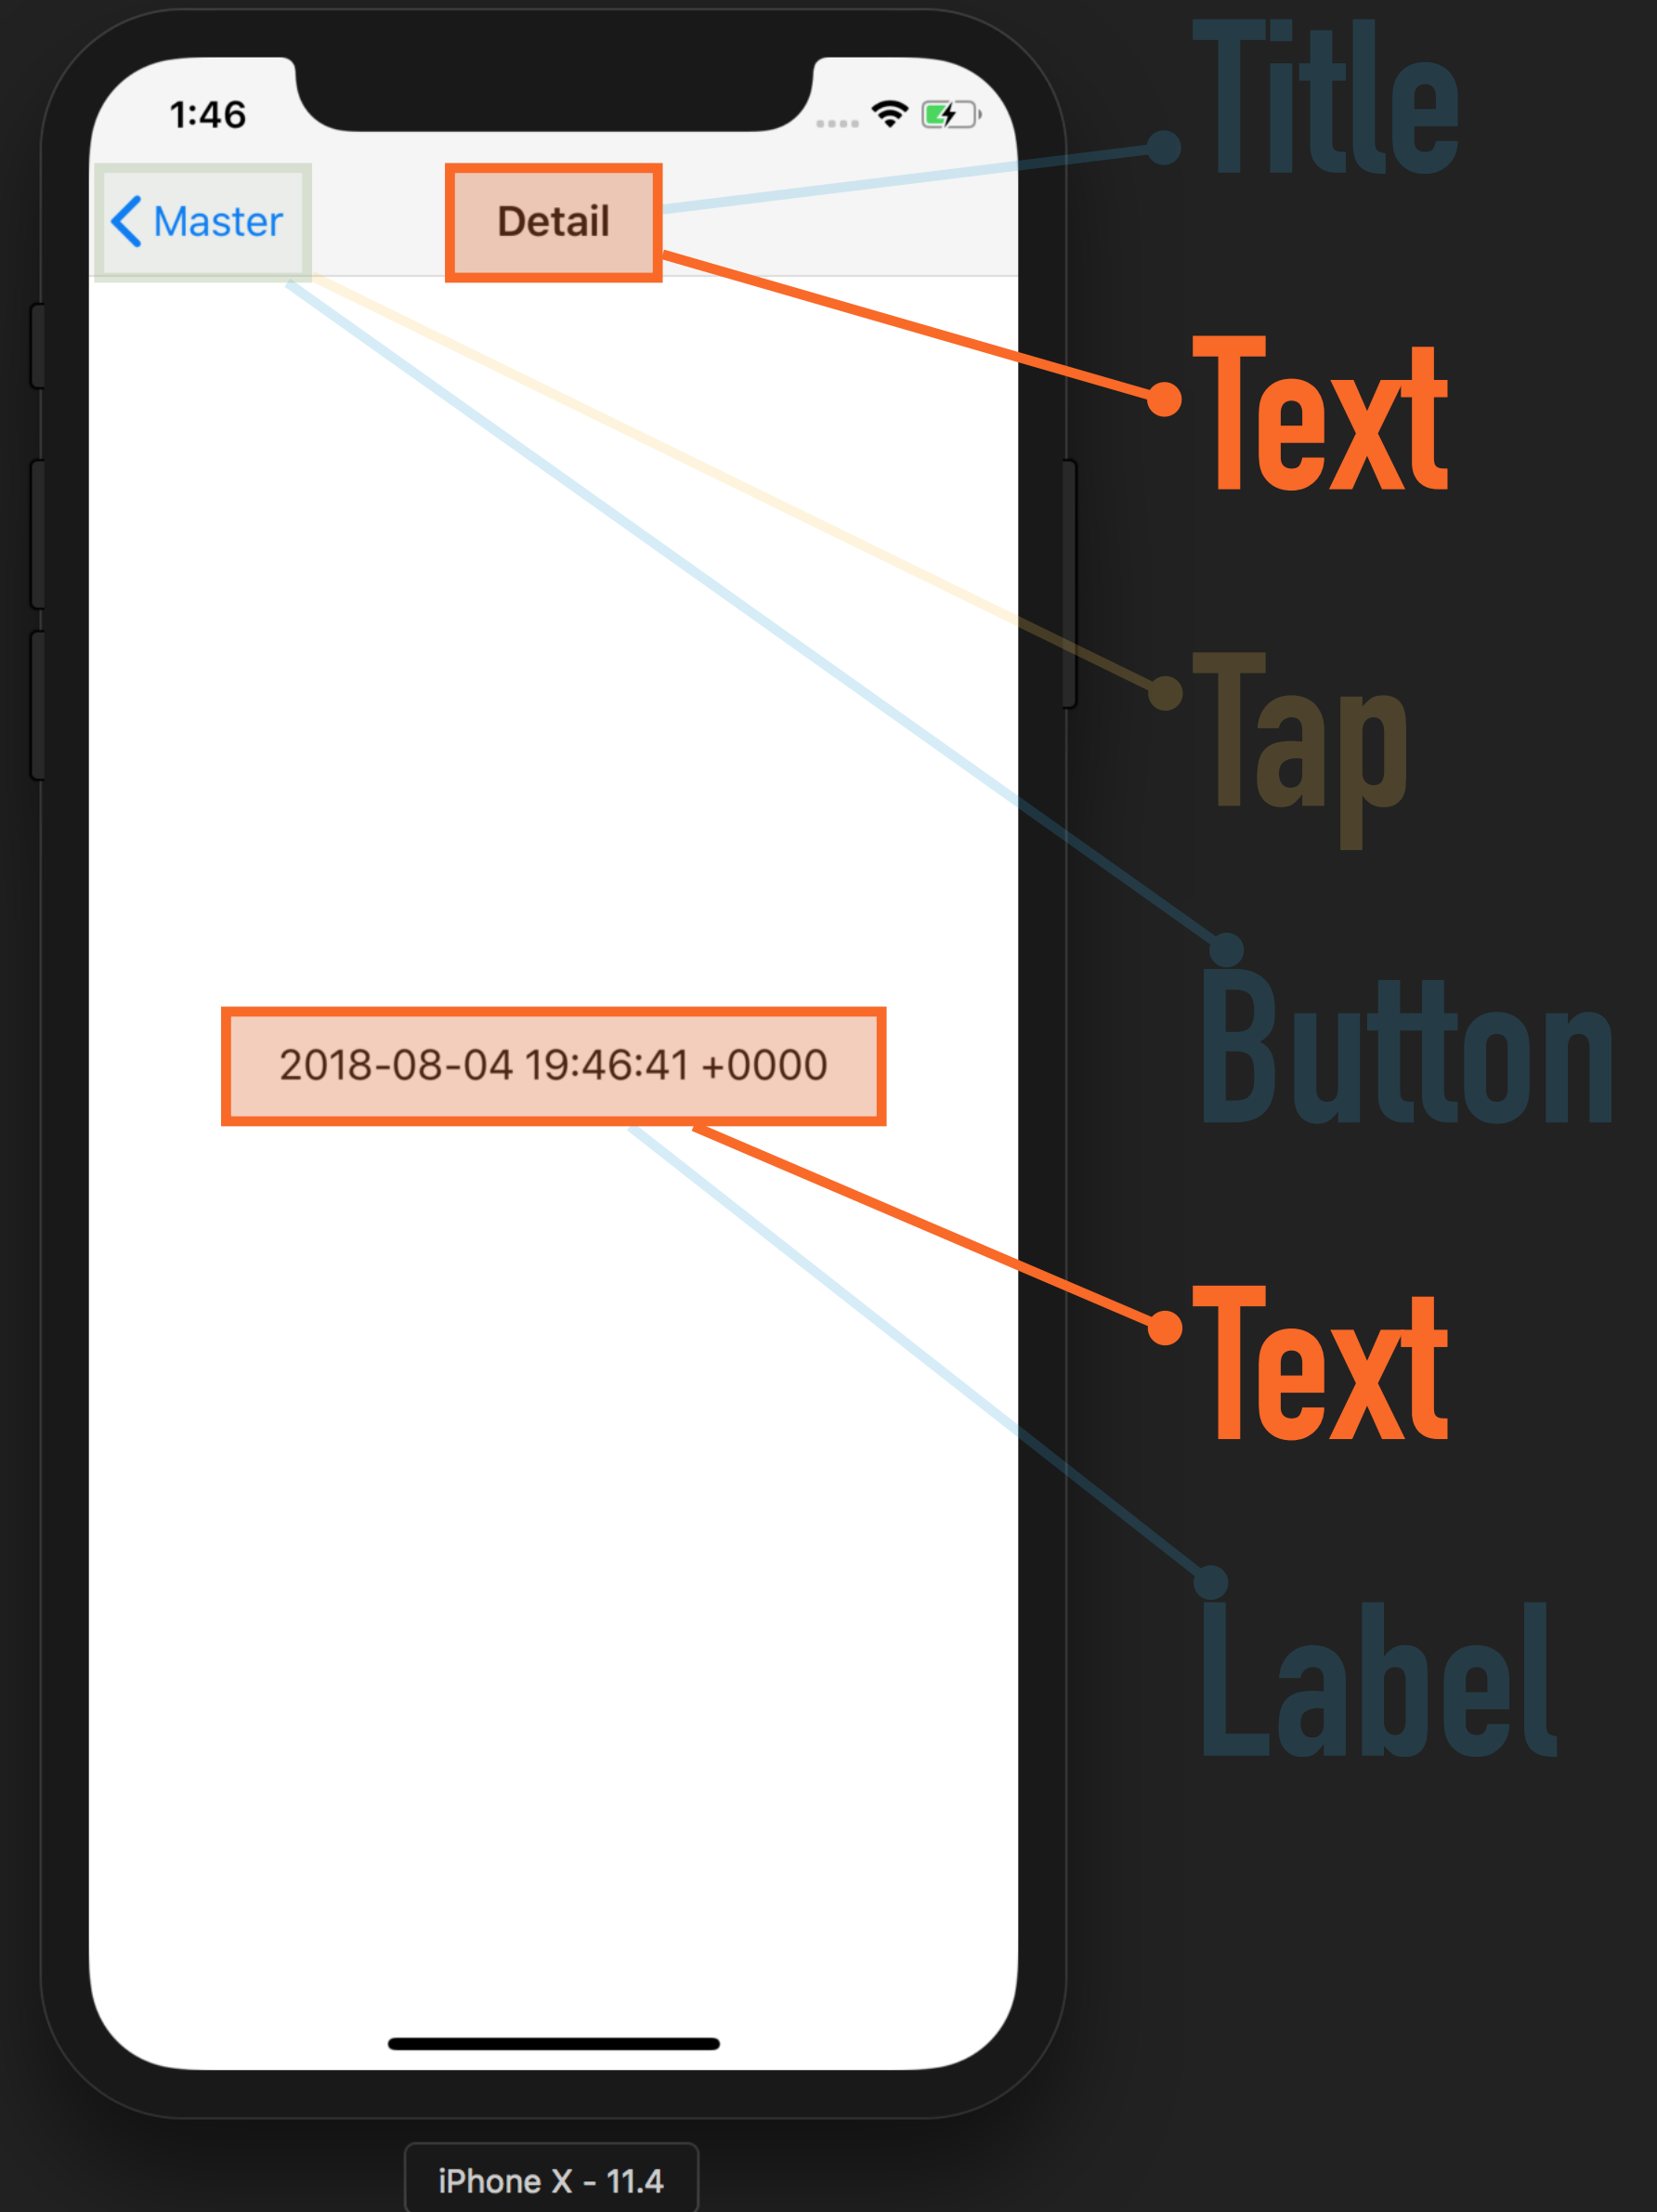 Title
1:46
Master
Detail
Text
Tap
Button
2018-08-04 19:46:41 +0000
Text
Label
iPhone X - 11.4